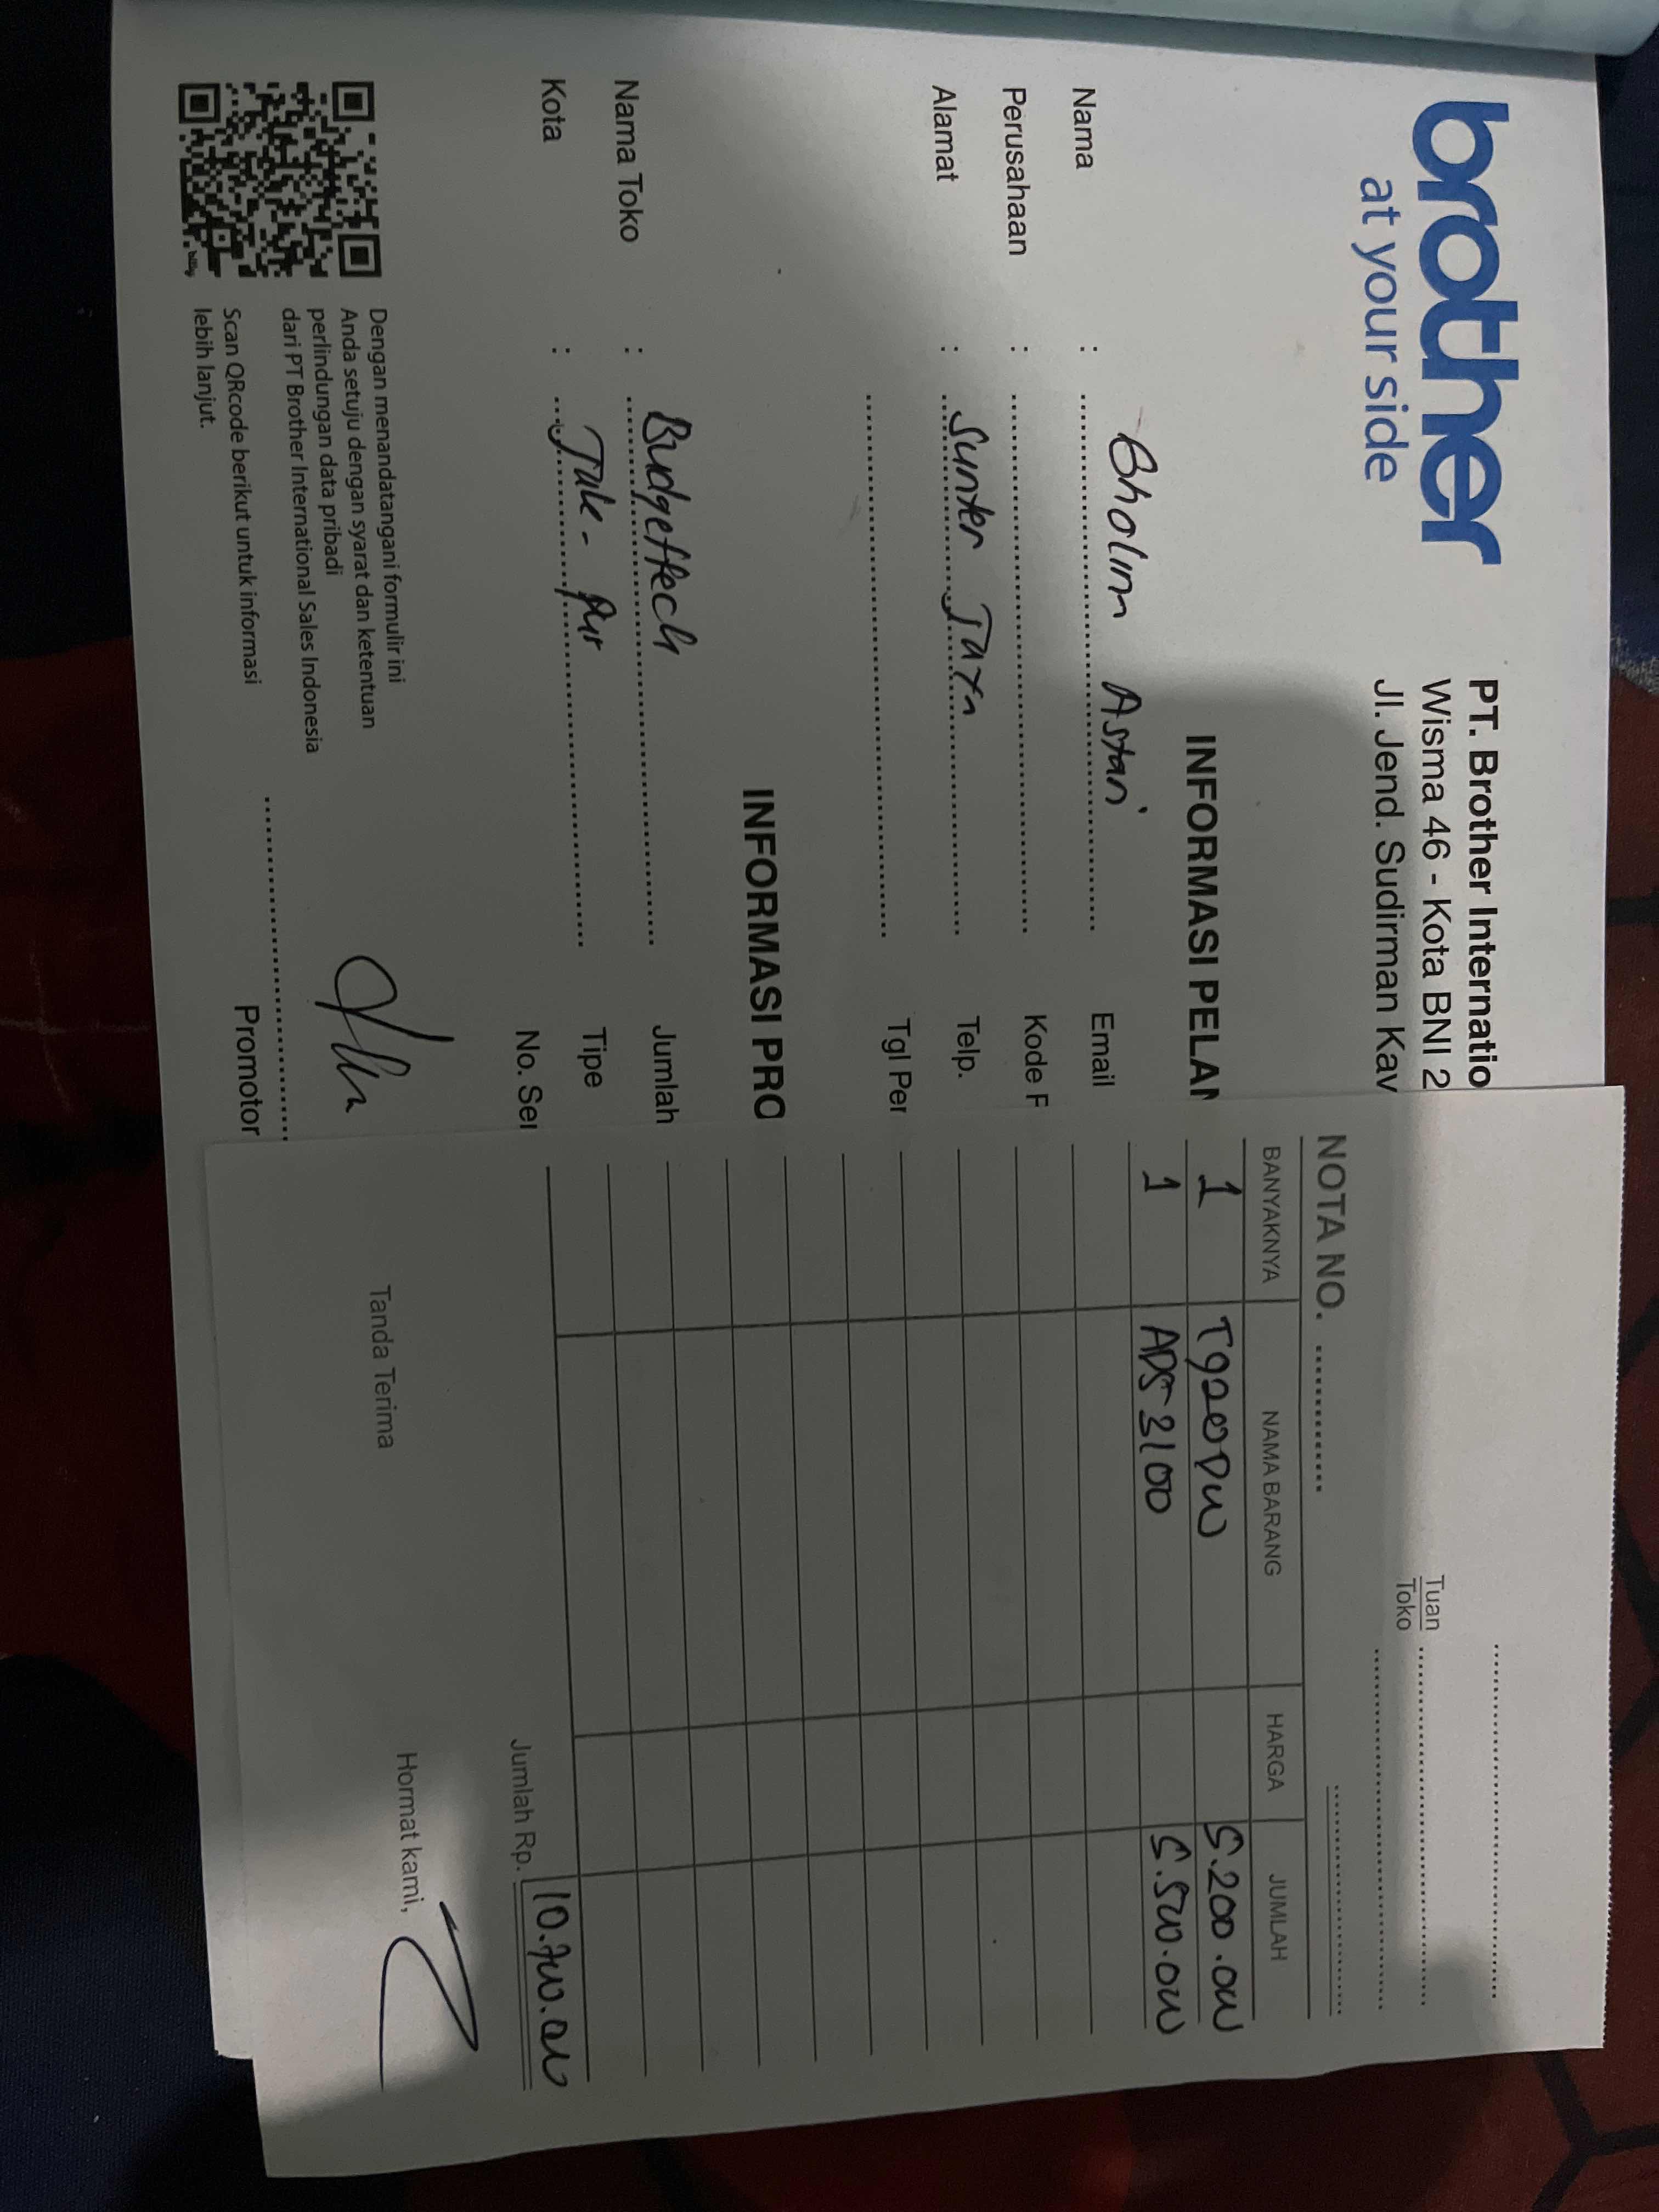 brother
at your side
PT. Brother Internatio
Wisma 46 - Kota BNI 2
Jl. Jend. Sudirman Kav
INFORMASI PELAN
Nama : Gholim Astari
Perusahaan :
Alamat : Sunter Jaya
Email
Kode F
Telp.
Tgl Per
INFORMASI PRO
Nama Toko : Budgettech
Kota : Jak-Pur
Jumlah
Tipe
No. Ser
Dengan menandatangani formulir ini
Anda setuju dengan syarat dan ketentuan
perlindungan data pribadi
dari PT Brother International Sales Indonesia
Scan QRcode berikut untuk informasi
lebih lanjut.
Promotor
Tuan
Toko
NOTA NO.
BANYAKNYA NAMA BARANG HARGA JUMLAH
1 T920DW 5.200.000
1 ADS 3100 5.500.000
Jumlah Rp. 10.700.000
Tanda Terima Hormat kami,